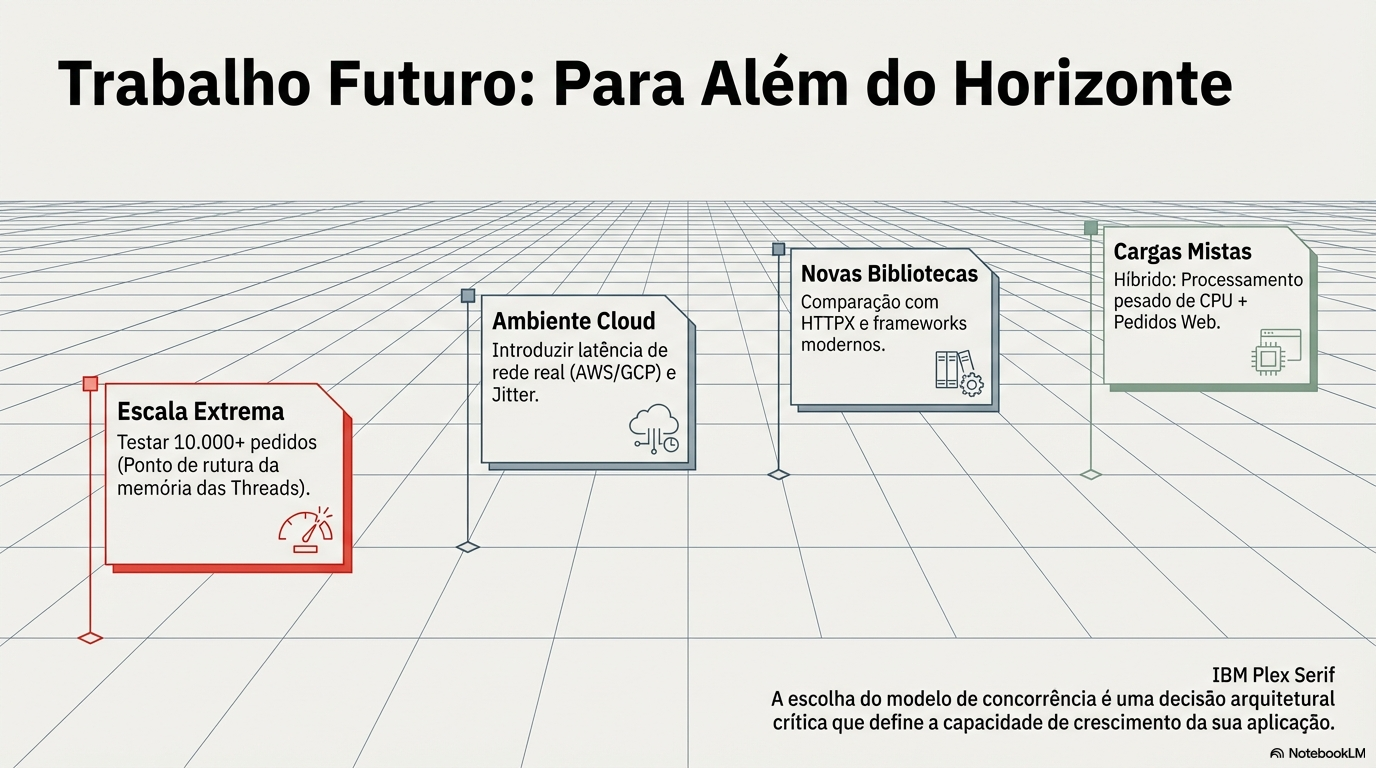 Trabalho Futuro: Para Além do Horizonte
Escala Extrema
Testar 10.000+ pedidos
(Ponto de rutura da
memória das Threads).
Ambiente Cloud
Introduzir latência de
rede real (AWS/GCP) e
Jitter.
Novas Bibliotecas
Comparação com
HTTPX e frameworks
modernos.
Cargas Mistas
Híbrido: Processamento
pesado de CPU +
Pedidos Web.
IBM Plex Serif
A escolha do modelo de concorrência é uma decisão arquitetural
crítica que define a capacidade de crescimento da sua aplicação.
NotebookLM